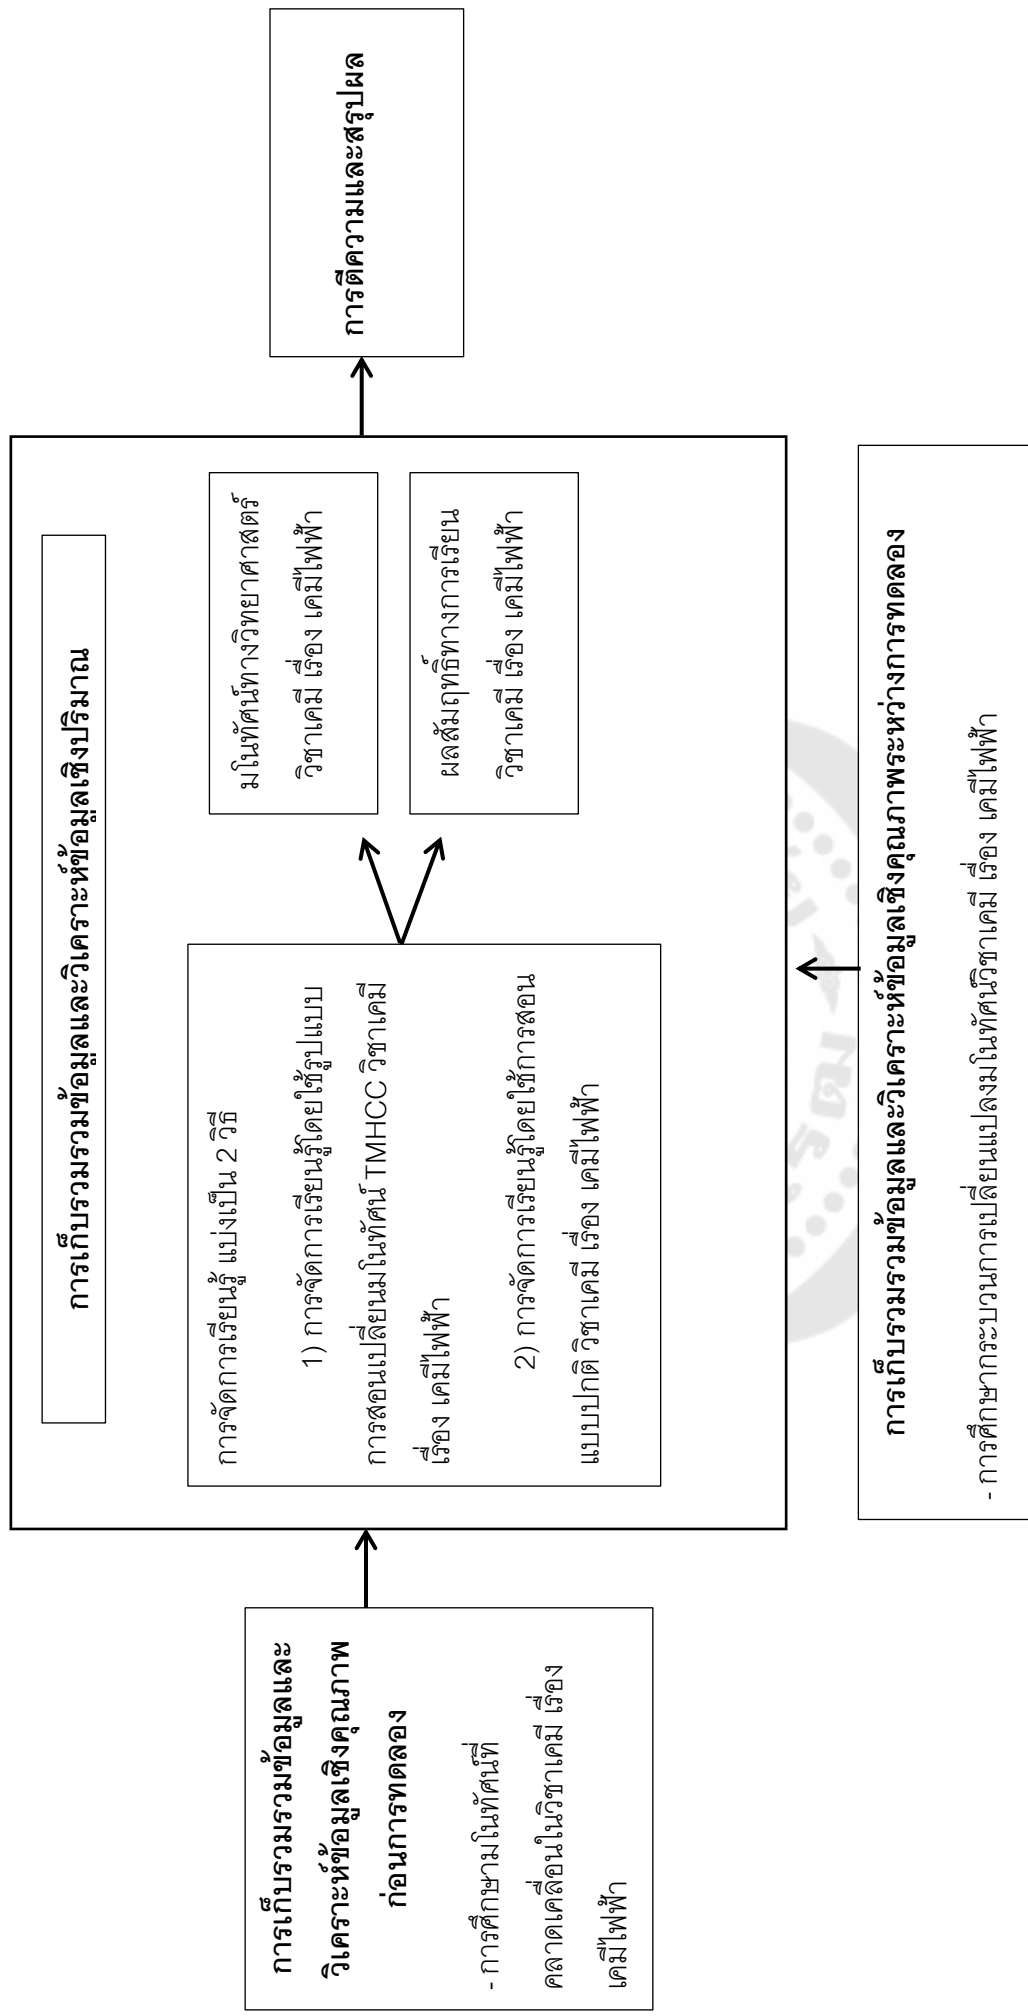 การเก็บรวมรวมข้อมูลและ
วิเคราะห์ข้อมูลเชิงคุณภาพ
ก่อนการทดลอง
- การศึกษามโนทัศน์ที่
คลาดเคลื่อนในวิชาเคมี เรื่อง
เคมีไฟฟ้า
การเก็บรวมรวมข้อมูลและวิเคราะห์ข้อมูลเชิงปริมาณ
การจัดการเรียนรู้ แบ่งเป็น 2 วิธี
1) การจัดการเรียนรู้โดยใช้รูปแบบ
การสอนเปลี่ยนมโนทัศน์ TMHCC วิชาเคมี
เรื่อง เคมีไฟฟ้า
2) การจัดการเรียนรู้โดยใช้การสอน
แบบปกติ วิชาเคมี เรื่อง เคมีไฟฟ้า
มโนทัศน์ทางวิทยาศาสตร์
วิชาเคมี เรื่อง เคมีไฟฟ้า
ผลสัมฤทธิ์ทางการเรียน
วิชาเคมี เรื่อง เคมีไฟฟ้า
การตีความและสรุปผล
การเก็บรวมรวมข้อมูลและวิเคราะห์ข้อมูลเชิงคุณภาพระหว่างการทดลอง
- การศึกษากระบวนการเปลี่ยนแปลงมโนทัศน์วิชาเคมี เรื่อง เคมีไฟฟ้า